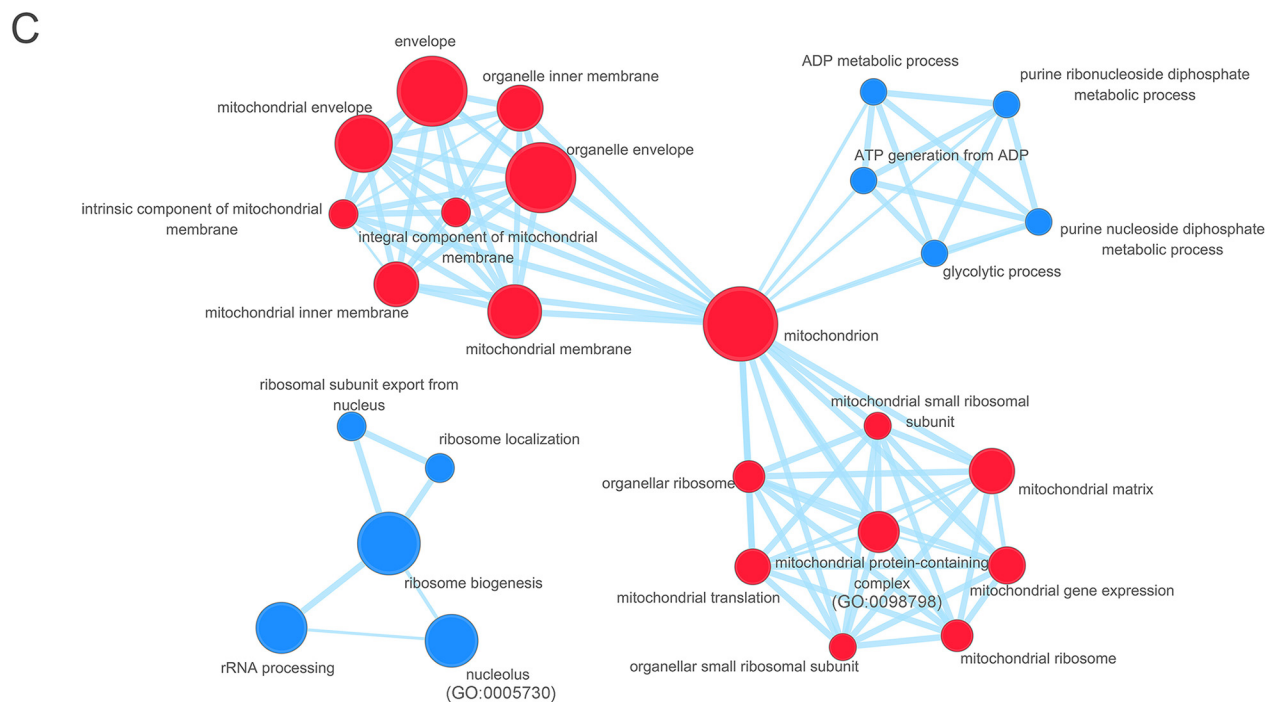 C
envelope
organelle inner membrane
mitochondrial envelope
organelle envelope
intrinsic component of mitochondrial
membrane
integral component of mitochondrial
membrane
mitochondrial inner membrane
mitochondrial membrane
ADP metabolic process
purine ribonucleoside diphosphate
metabolic process
ATP generation from ADP
purine nucleoside diphosphate
metabolic process
glycolytic process
mitochondrion
ribosomal subunit export from
nucleus
ribosome localization
ribosome biogenesis
rRNA processing
nucleolus
(GO:0005730)
mitochondrial small ribosomal
subunit
organellar ribosome
mitochondrial matrix
mitochondrial protein-containing
complex
(GO:0098798)
mitochondrial gene expression
mitochondrial translation
organellar small ribosomal subunit
mitochondrial ribosome